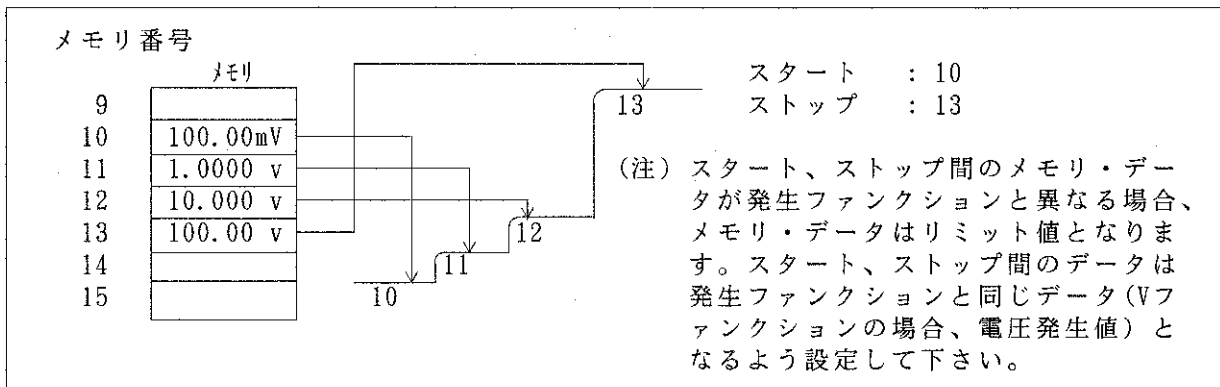 メモリ番号
メモリ
9
10 100.00mV
11 1.0000 v
12 10.000 v
13 100.00 v
14
15
10
11
12
13
スタート : 10
ストップ : 13
(注) スタート、ストップ間のメモリ・デー
タが発生ファンクションと異なる場合、
メモリ・データはリミット値となりま
す。スタート、ストップ間のデータは
発生ファンクションと同じデータ(Vフ
ァンクションの場合、電圧発生値)と
なるよう設定して下さい。